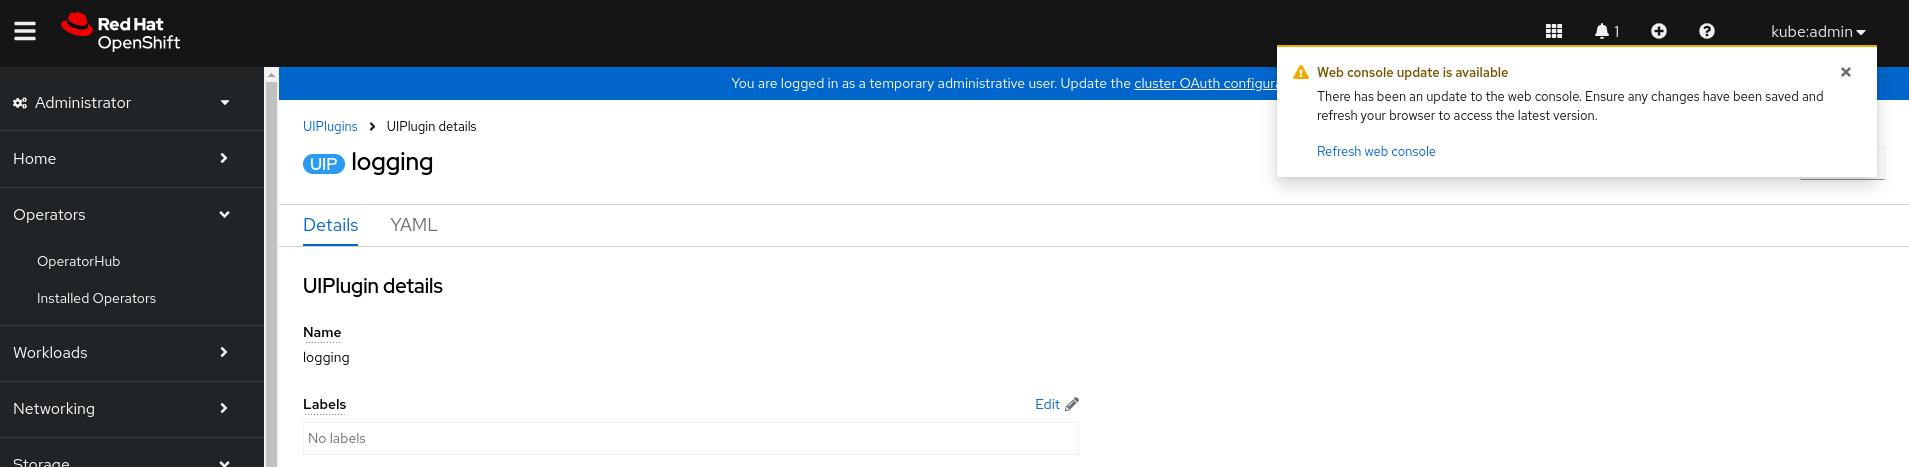 Red Hat
OpenShift
1
kube:admin
Administrator
Home
Operators
OperatorHub
Installed Operators
Workloads
Networking
Storage
You are logged in as a temporary administrative user. Update the cluster OAuth configura
Web console update is available
There has been an update to the web console. Ensure any changes have been saved and
refresh your browser to access the latest version.
Refresh web console
UIPlugins > UIPlugin details
UIP logging
Details YAML
UIPlugin details
Name
logging
Labels
Edit
No labels